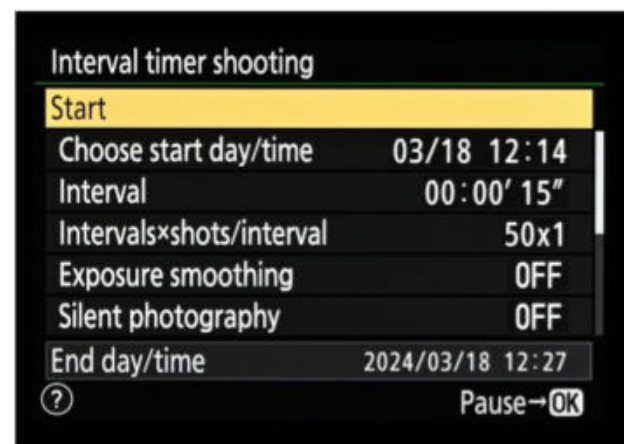 Interval timer shooting
Start
Choose start day/time 03/18 12:14
Interval 00:00′ 15″
Intervals×shots/interval 50x1
Exposure smoothing OFF
Silent photography OFF
End day/time 2024/03/18 12:27
? Pause→OK